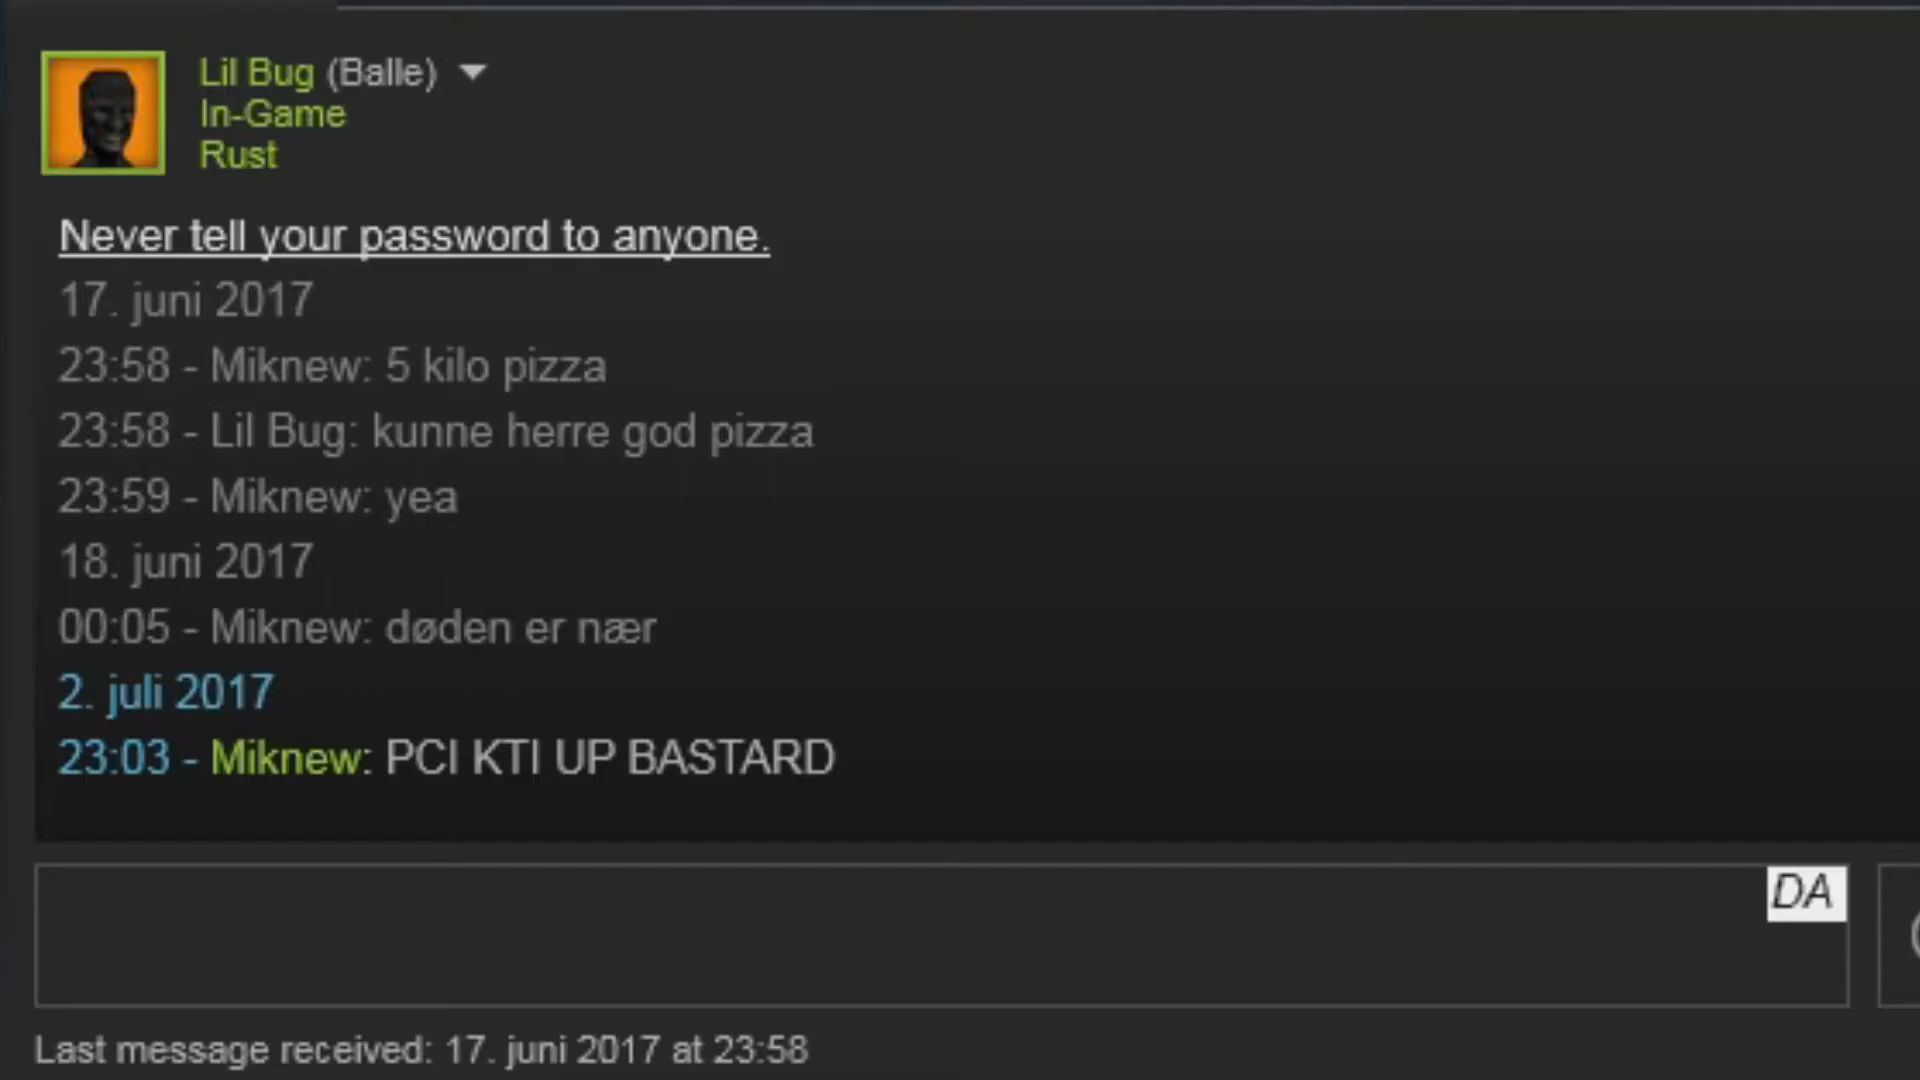 Lil Bug (Balle)
In-Game
Rust
Never tell your password to anyone.
17. juni 2017
23:58 - Miknew: 5 kilo pizza
23:58 - Lil Bug: kunne herre god pizza
23:59 - Miknew: yea
18. juni 2017
00:05 - Miknew: døden er nær
2. juli 2017
23:03 - Miknew: PCI KTI UP BASTARD
DA
Last message received: 17. juni 2017 at 23:58